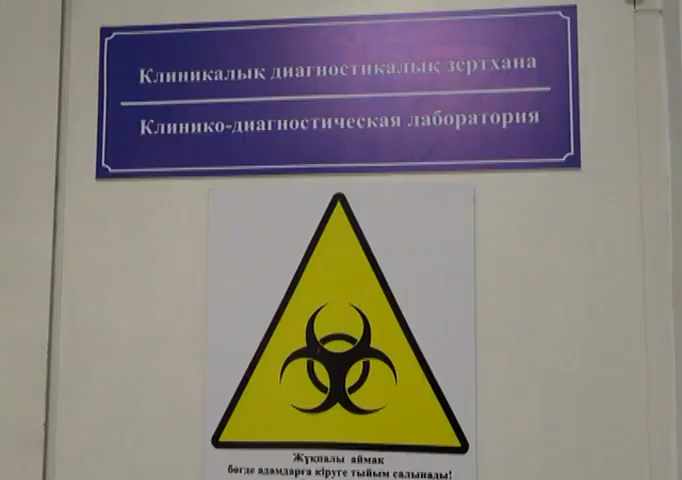 Клиникалық диагностикалық зертхана
Клинико-диагностическая лаборатория
Жұқпалы аймақ
бөгде адамдарға кіруге тыйым салынады!